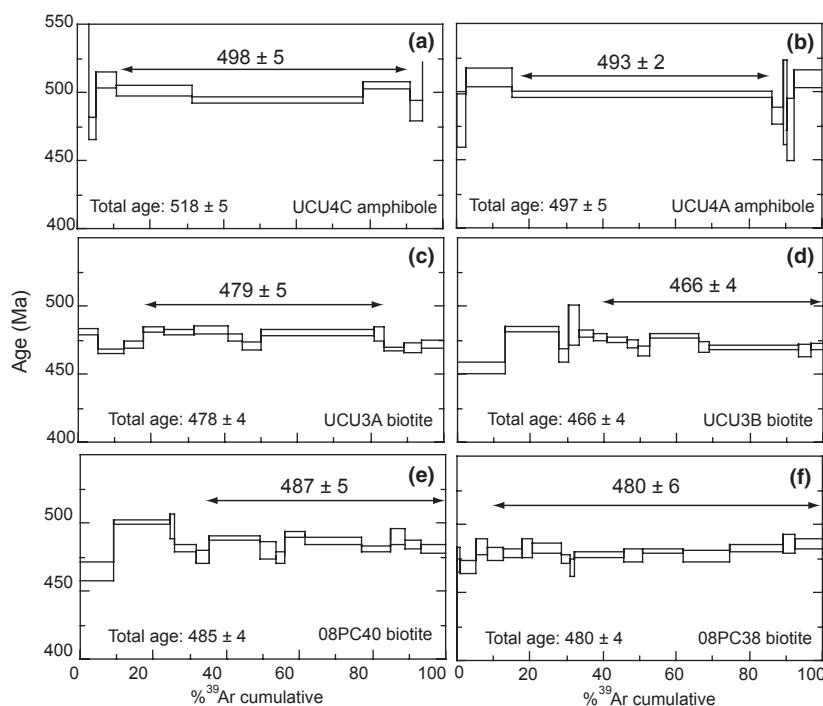 550
500
450
400
(a)
498 ± 5
Total age: 518 ± 5
UCU4C amphibole
(b)
493 ± 2
Total age: 497 ± 5
UCU4A amphibole
Age (Ma)
500
450
400
(c)
479 ± 5
Total age: 478 ± 4
UCU3A biotite
(d)
466 ± 4
Total age: 466 ± 4
UCU3B biotite
500
450
400
(e)
487 ± 5
Total age: 485 ± 4
08PC40 biotite
(f)
480 ± 6
Total age: 480 ± 4
08PC38 biotite
0 20 40 60 80 100
0 20 40 60 80 100
%³⁹Ar cumulative
%³⁹Ar cumulative